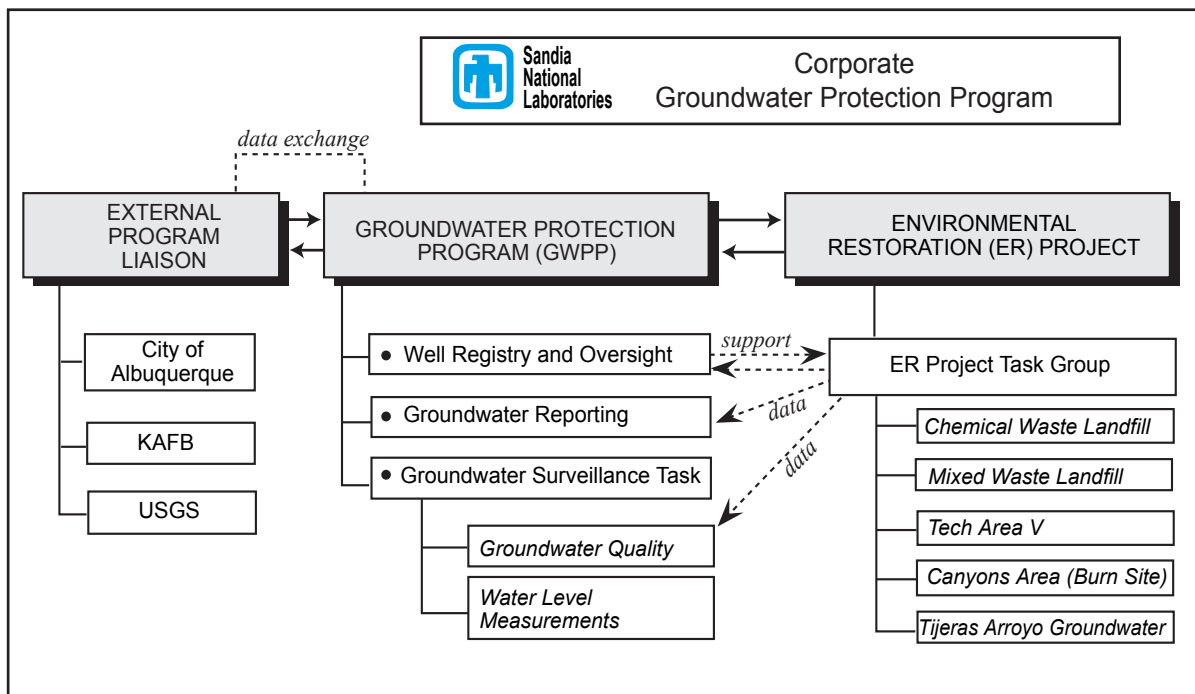 Sandia
National
Laboratories
Corporate
Groundwater Protection Program
data exchange
EXTERNAL
PROGRAM
LIAISON
GROUNDWATER PROTECTION
PROGRAM (GWPP)
ENVIRONMENTAL
RESTORATION (ER) PROJECT
City of
Albuquerque
KAFB
USGS
• Well Registry and Oversight
• Groundwater Reporting
• Groundwater Surveillance Task
Groundwater Quality
Water Level
Measurements
support
data
data
ER Project Task Group
Chemical Waste Landfill
Mixed Waste Landfill
Tech Area V
Canyons Area (Burn Site)
Tijeras Arroyo Groundwater